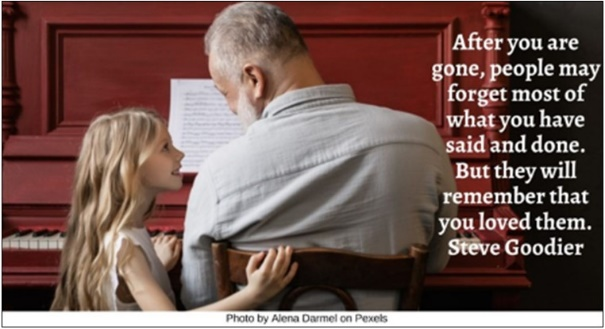 After you are
gone, people may
forget most of
what you have
said and done.
But they will
remember that
you loved them.
Steve Goodier
Photo by Alena Darmel on Pexels